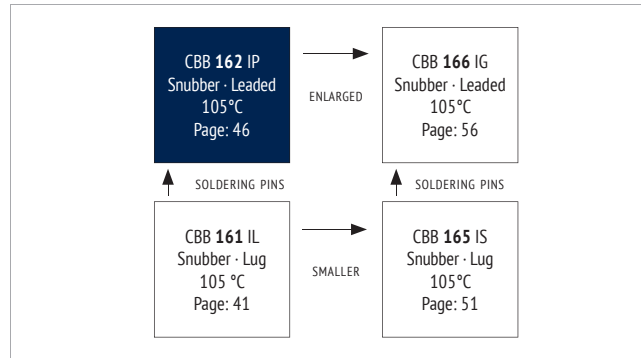 CBB 162 IP
Snubber · Leaded
105°C
Page: 46
ENLARGED
CBB 166 IG
Snubber · Leaded
105°C
Page: 56
SOLDERING PINS
SOLDERING PINS
CBB 161 IL
Snubber · Lug
105 °C
Page: 41
SMALLER
CBB 165 IS
Snubber · Lug
105°C
Page: 51